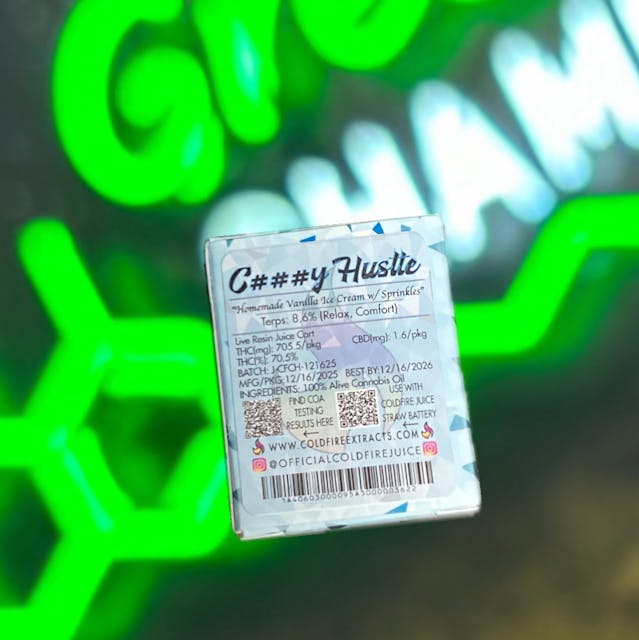 C###y Hustle
"Homemade Vanilla Ice Cream w/ Sprinkles"
Terps: 8.6% (Relax, Comfort)
Live Resin Juice Cart
THC(mg): 705.5/pkg CBD(mg): 1.6/pkg
THC(%): 70.5%
BATCH: J-CFOH-121625
MFG/PKG:12/16/2025 BEST BY:12/16/2026
INGREDIENTS: 100% Alive Cannabis Oil
FIND COA
TESTING
RESULTS HERE
USE WITH
COLDFIRE JUICE
STRAW BATTERY
WWW.COLDFIREEXTRACTS.COM
@OFFICIALCOLDFIREJUICE
1A40603000095A3000003622